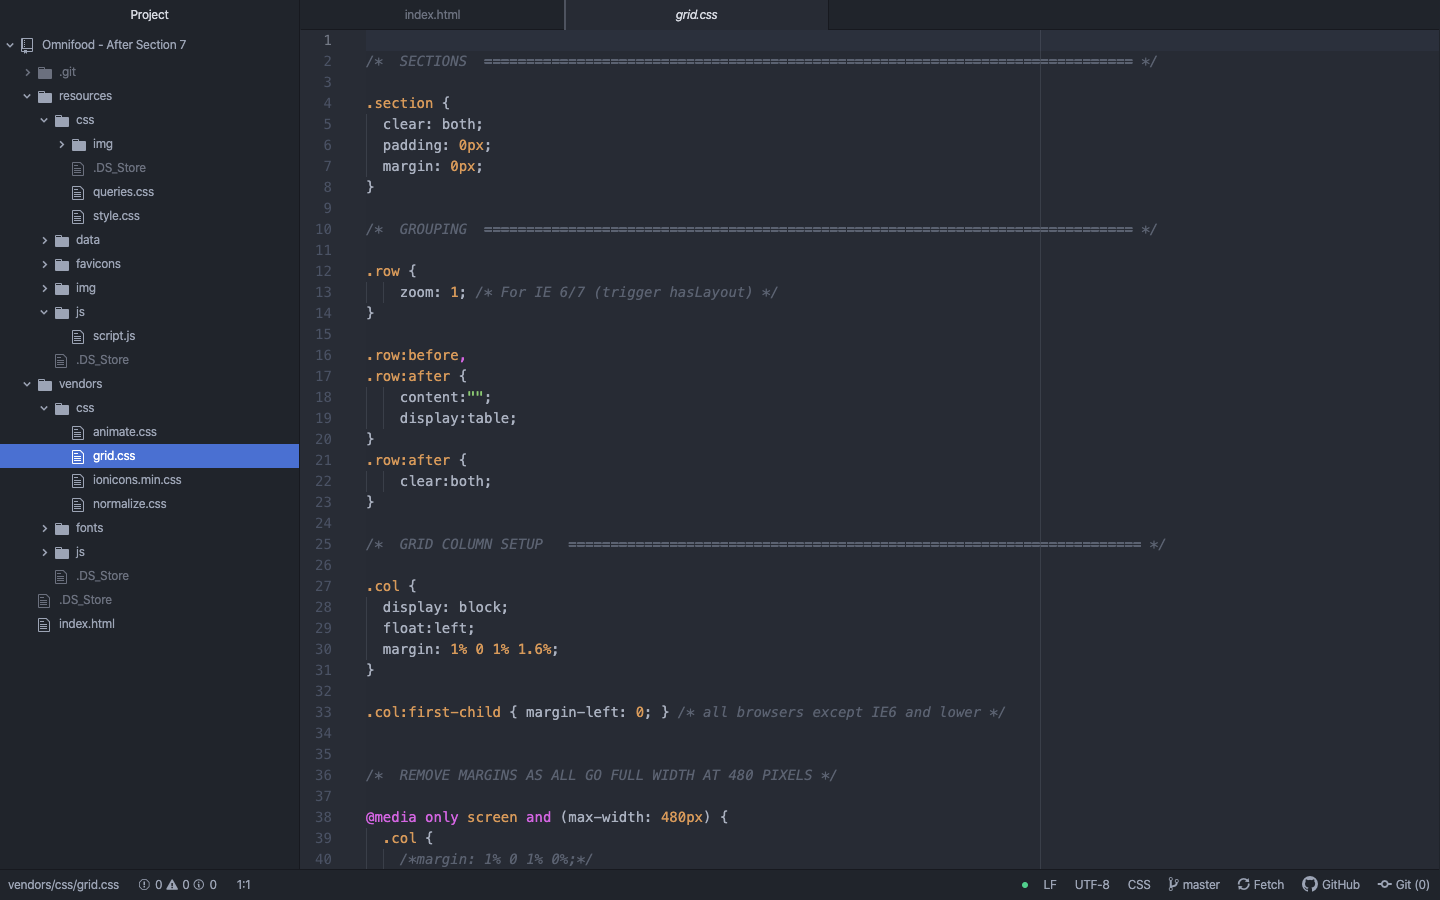 Project
index.html
grid.css
Omnifood - After Section 7
.git
resources
css
img
.DS_Store
queries.css
style.css
data
favicons
img
js
script.js
.DS_Store
vendors
css
animate.css
grid.css
ionicons.min.css
normalize.css
fonts
js
.DS_Store
.DS_Store
index.html
1
2 /*  SECTIONS  ============================================================================= */
3
4 .section {
5   clear: both;
6   padding: 0px;
7   margin: 0px;
8 }
9
10 /*  GROUPING  ============================================================================= */
11
12 .row {
13     zoom: 1; /* For IE 6/7 (trigger hasLayout) */
14 }
15
16 .row:before,
17 .row:after {
18     content:"";
19     display:table;
20 }
21 .row:after {
22     clear:both;
23 }
24
25 /*  GRID COLUMN SETUP   ==================================================================== */
26
27 .col {
28   display: block;
29   float:left;
30   margin: 1% 0 1% 1.6%;
31 }
32
33 .col:first-child { margin-left: 0; } /* all browsers except IE6 and lower */
34
35
36 /*  REMOVE MARGINS AS ALL GO FULL WIDTH AT 480 PIXELS */
37
38 @media only screen and (max-width: 480px) {
39   .col {
40     /*margin: 1% 0 1% 0%;*/
vendors/css/grid.css 0 0 0 1:1 LF UTF-8 CSS master Fetch GitHub Git (0)